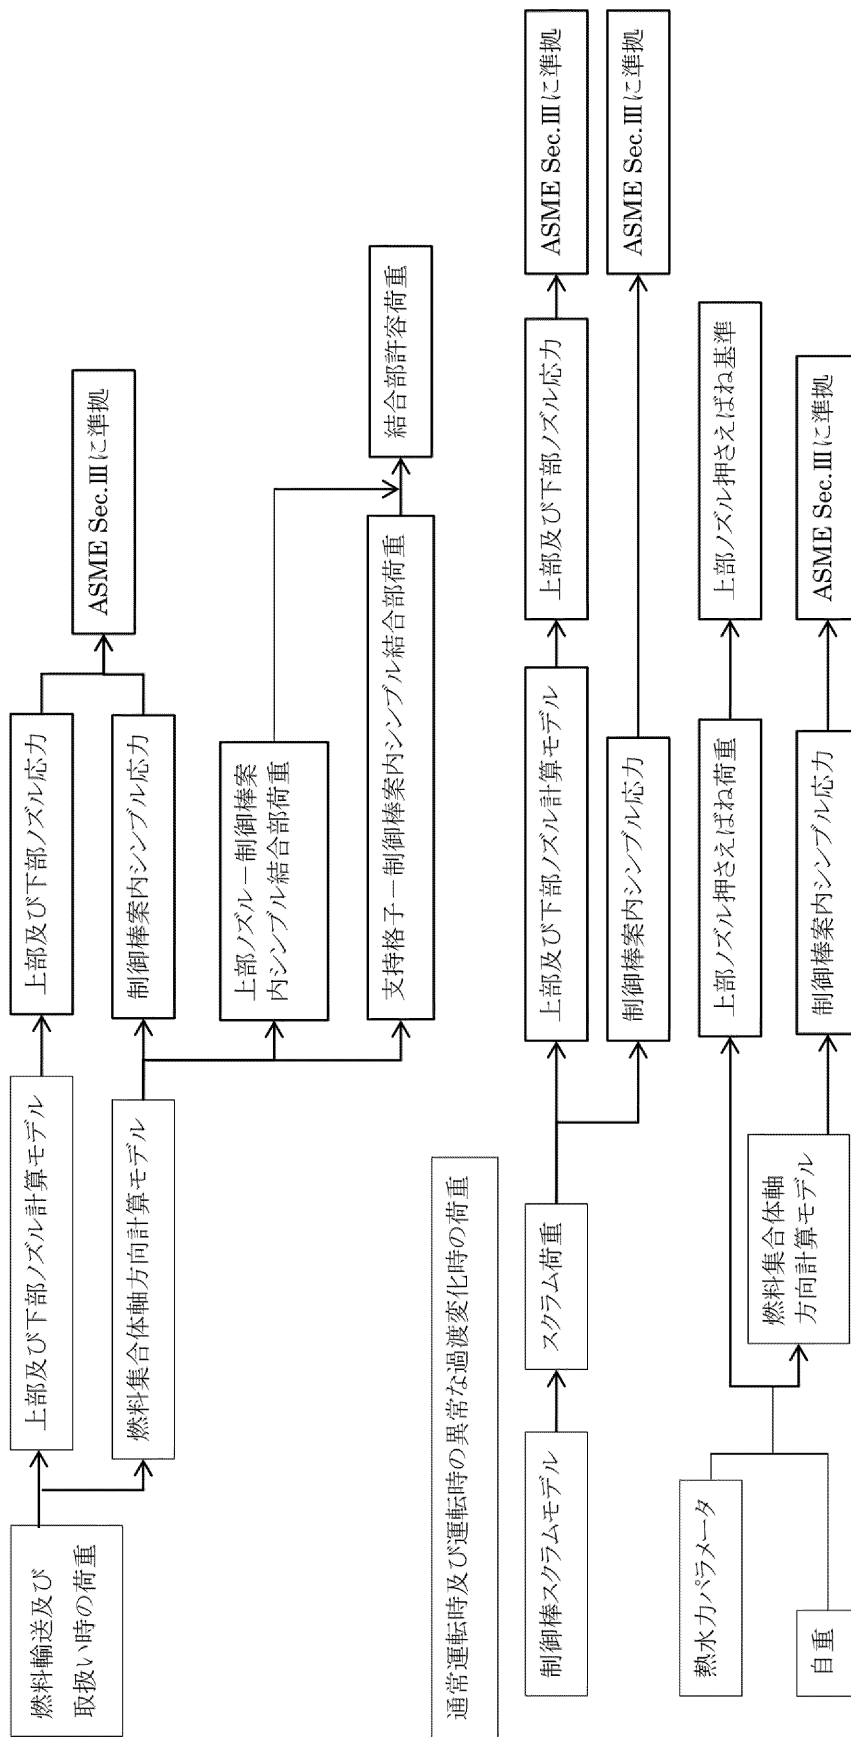 燃料輸送及び
取扱い時の荷重
上部及び下部ノズル計算モデル
上部及び下部ノズル応力
ASME Sec.Ⅲに準拠
燃料集合体軸方向計算モデル
制御棒案内シンブル応力
上部ノズル－制御棒案
内シンブル結合部荷重
支持格子－制御棒案内シンブル結合部荷重
結合部許容荷重
通常運転時及び運転時の異常な過渡変化時の荷重
制御棒スクラムモデル
スクラム荷重
上部及び下部ノズル計算モデル
上部及び下部ノズル応力
ASME Sec.Ⅲに準拠
制御棒案内シンブル応力
ASME Sec.Ⅲに準拠
熱水力パラメータ
自重
上部ノズル押さえばね荷重
上部ノズル押さえばね基準
燃料集合体軸
方向計算モデル
制御棒案内シンブル応力
ASME Sec.Ⅲに準拠